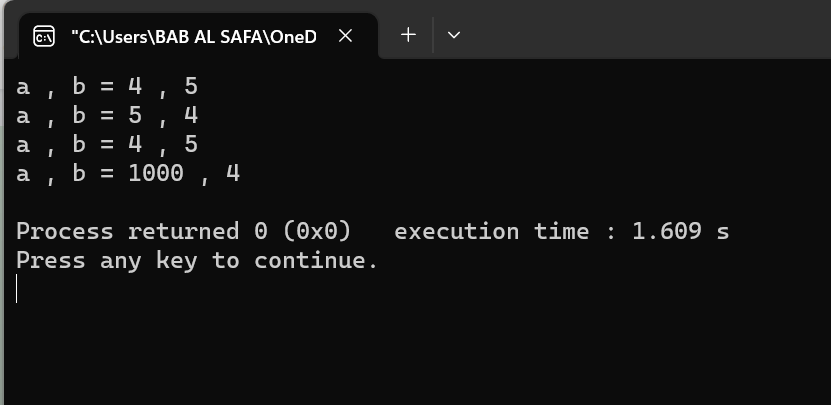 "C:\Users\BAB AL SAFA\OneD
a , b = 4 , 5
a , b = 5 , 4
a , b = 4 , 5
a , b = 1000 , 4
Process returned 0 (0x0)   execution time : 1.609 s
Press any key to continue.